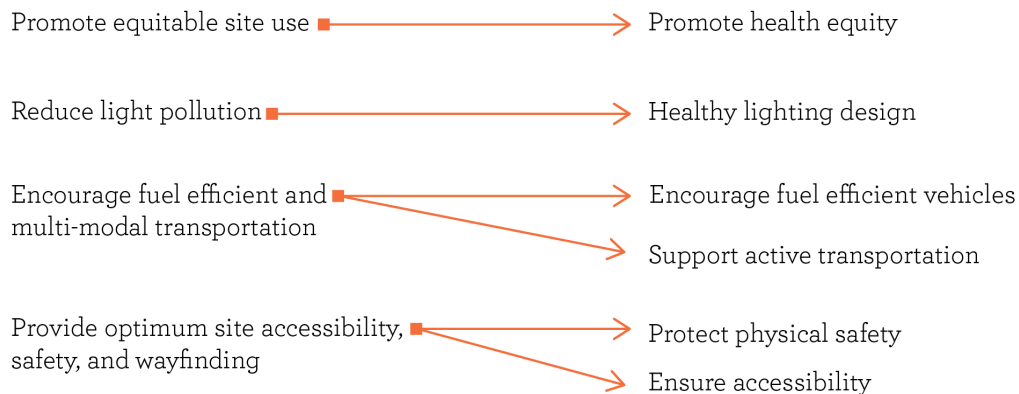 Promote equitable site use
Promote health equity
Reduce light pollution
Healthy lighting design
Encourage fuel efficient and
multi-modal transportation
Encourage fuel efficient vehicles
Support active transportation
Provide optimum site accessibility,
safety, and wayfinding
Protect physical safety
Ensure accessibility